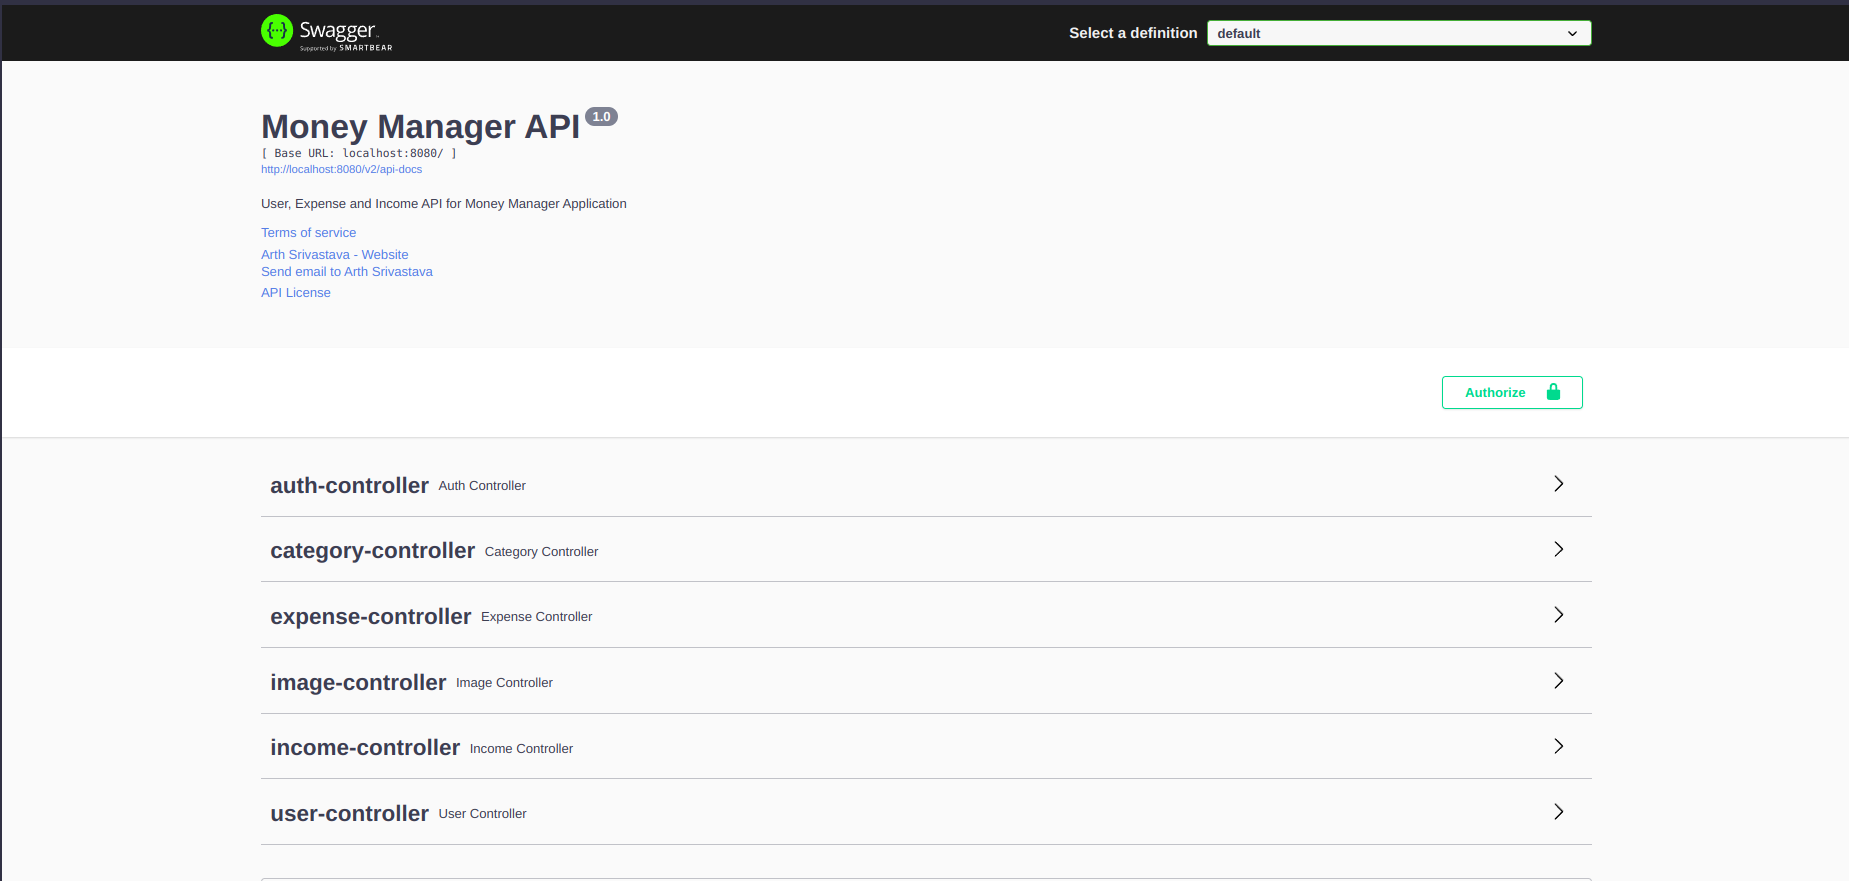 Swagger
Supported by SMARTBEAR
Select a definition
default
Money Manager API 1.0
[ Base URL: localhost:8080/ ]
http://localhost:8080/v2/api-docs
User, Expense and Income API for Money Manager Application
Terms of service
Arth Srivastava - Website
Send email to Arth Srivastava
API License
Authorize
auth-controller Auth Controller
category-controller Category Controller
expense-controller Expense Controller
image-controller Image Controller
income-controller Income Controller
user-controller User Controller